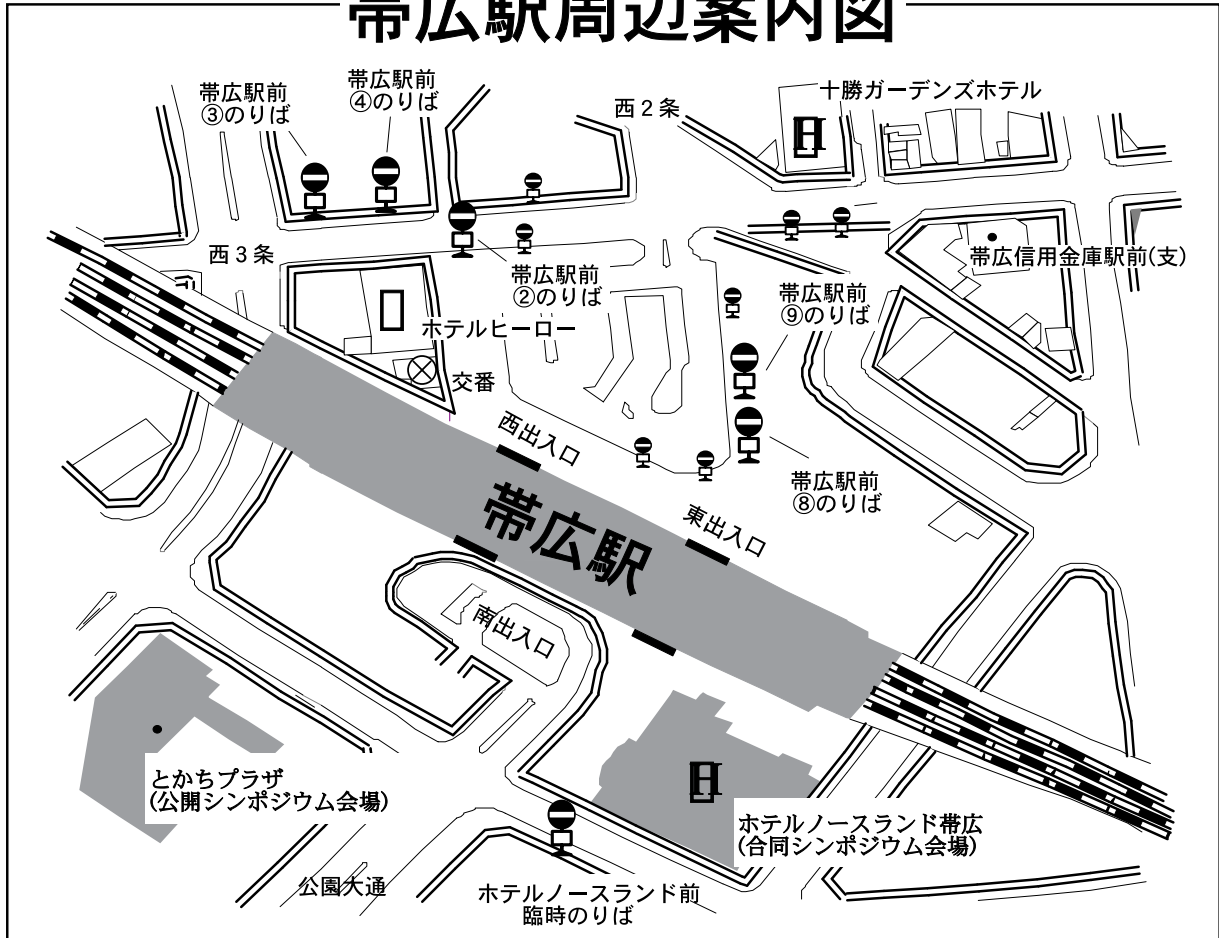 帯広駅周辺案内図
帯広駅前
③のりば
帯広駅前
④のりば
西2条
十勝ガーデンズホテル
H
西3条
帯広駅前
②のりば
帯広信用金庫駅前(支)
帯広駅前
⑨のりば
ホテルヒーロー
交番
西出入口
帯広駅前
⑧のりば
東出入口
帯広駅
南出入口
とかちプラザ
(公開シンポジウム会場)
H
ホテルノースランド帯広
(合同シンポジウム会場)
公園大通
ホテルノースランド前
臨時のりば